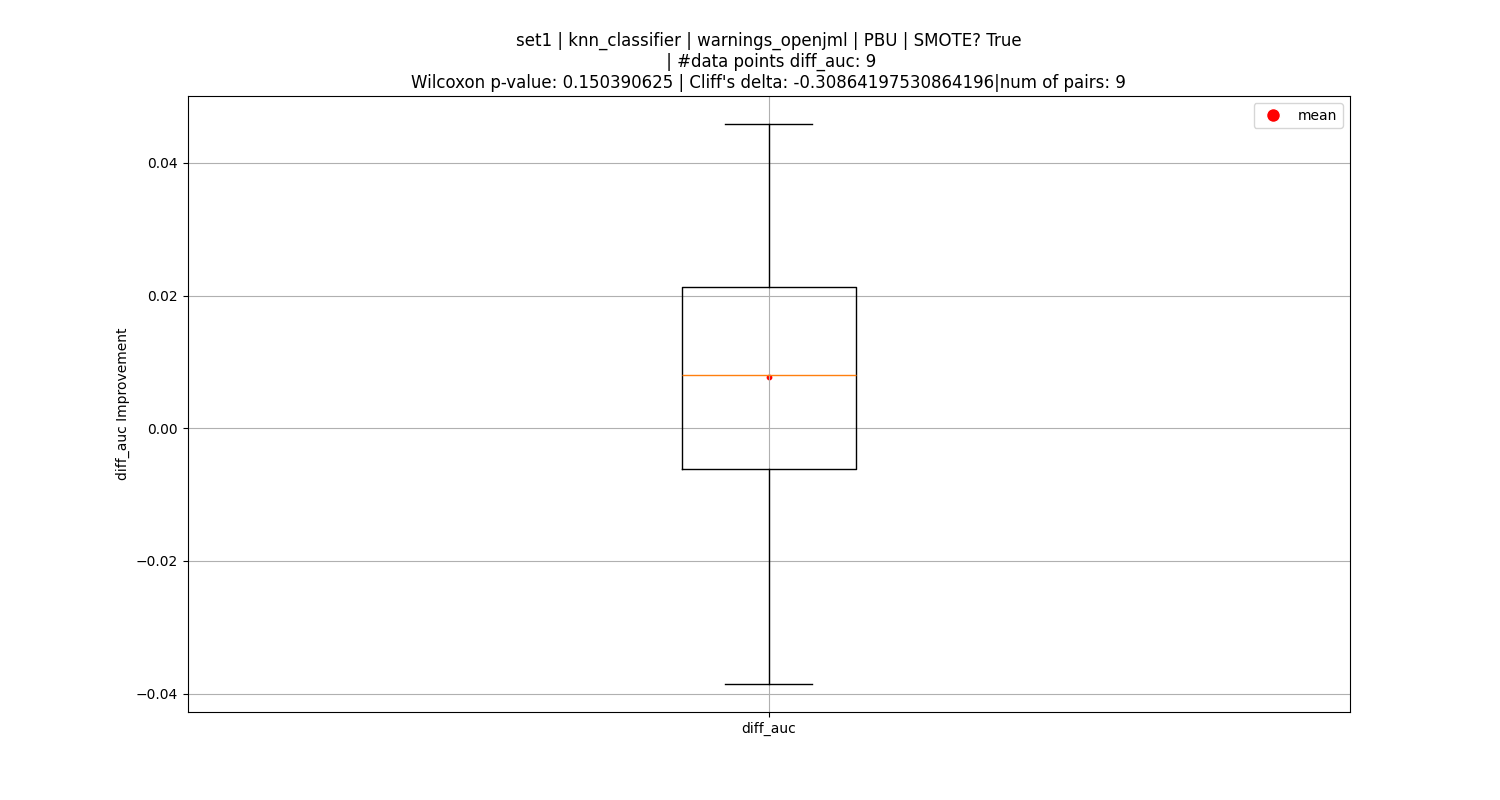 set1 | knn_classifier | warnings_openjml | PBU | SMOTE? True
| #data points diff_auc: 9
Wilcoxon p-value: 0.150390625 | Cliff's delta: -0.30864197530864196|num of pairs: 9
mean
0.04
0.02
0.00
−0.02
−0.04
diff_auc Improvement
diff_auc